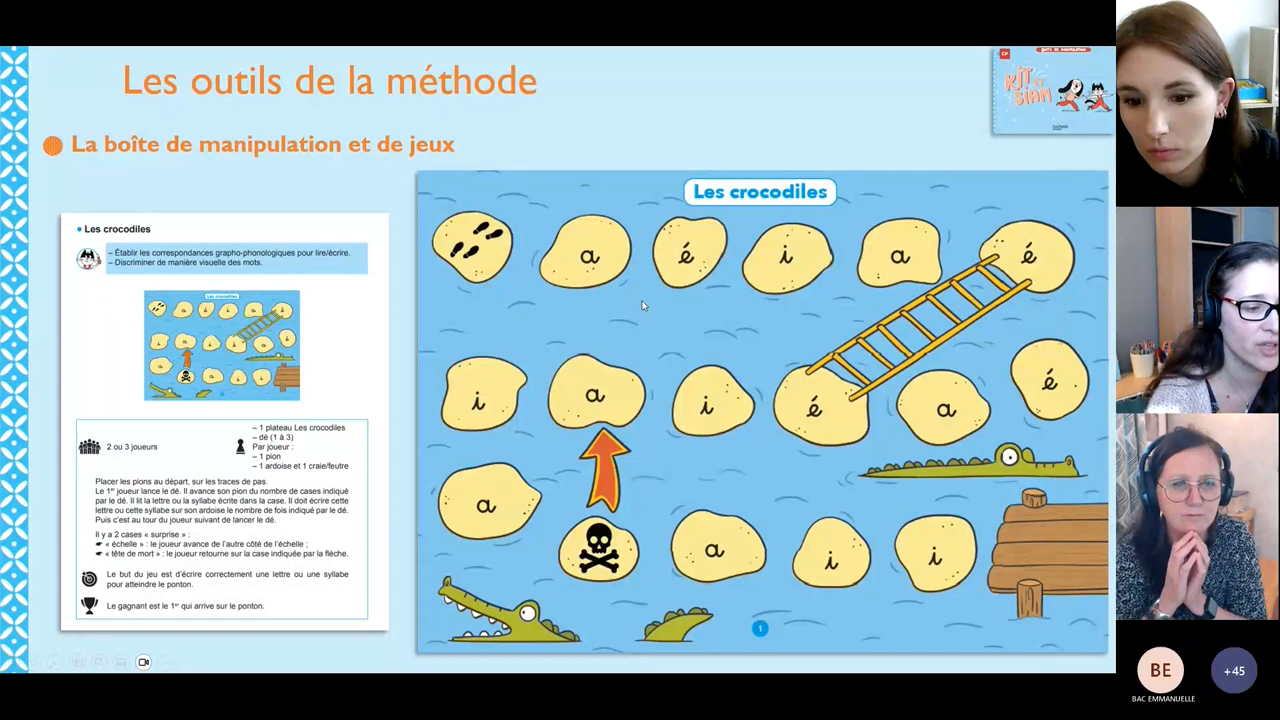 Les outils de la méthode
La boîte de manipulation et de jeux
CP
KIT ET
SIAM
hachette
Les crocodiles
– Établir les correspondances grapho-phonologiques pour lire/écrire.
– Discriminer de manière visuelle des mots.
2 ou 3 joueurs
– 1 plateau Les crocodiles
– dé (1 à 3)
Par joueur :
– 1 pion
– 1 ardoise et 1 craie/feutre
Placer les pions au départ, sur les traces de pas.
Le 1er joueur lance le dé. Il avance son pion du nombre de cases indiqué
par le dé. Il lit la lettre ou la syllabe écrite dans la case. Il doit écrire cette
lettre ou cette syllabe sur son ardoise le nombre de fois indiqué par le dé.
Puis c'est au tour du joueur suivant de lancer le dé.
Il y a 2 cases « surprise » :
« échelle » : le joueur avance de l'autre côté de l'échelle ;
« tête de mort » : le joueur retourne sur la case indiquée par la flèche.
Le but du jeu est d'écrire correctement une lettre ou une syllabe
pour atteindre le ponton.
Le gagnant est le 1er qui arrive sur le ponton.
Les crocodiles
a é i a é
i a i é a é
a
a i i
1
BE
+45
BAC EMMANUELLE